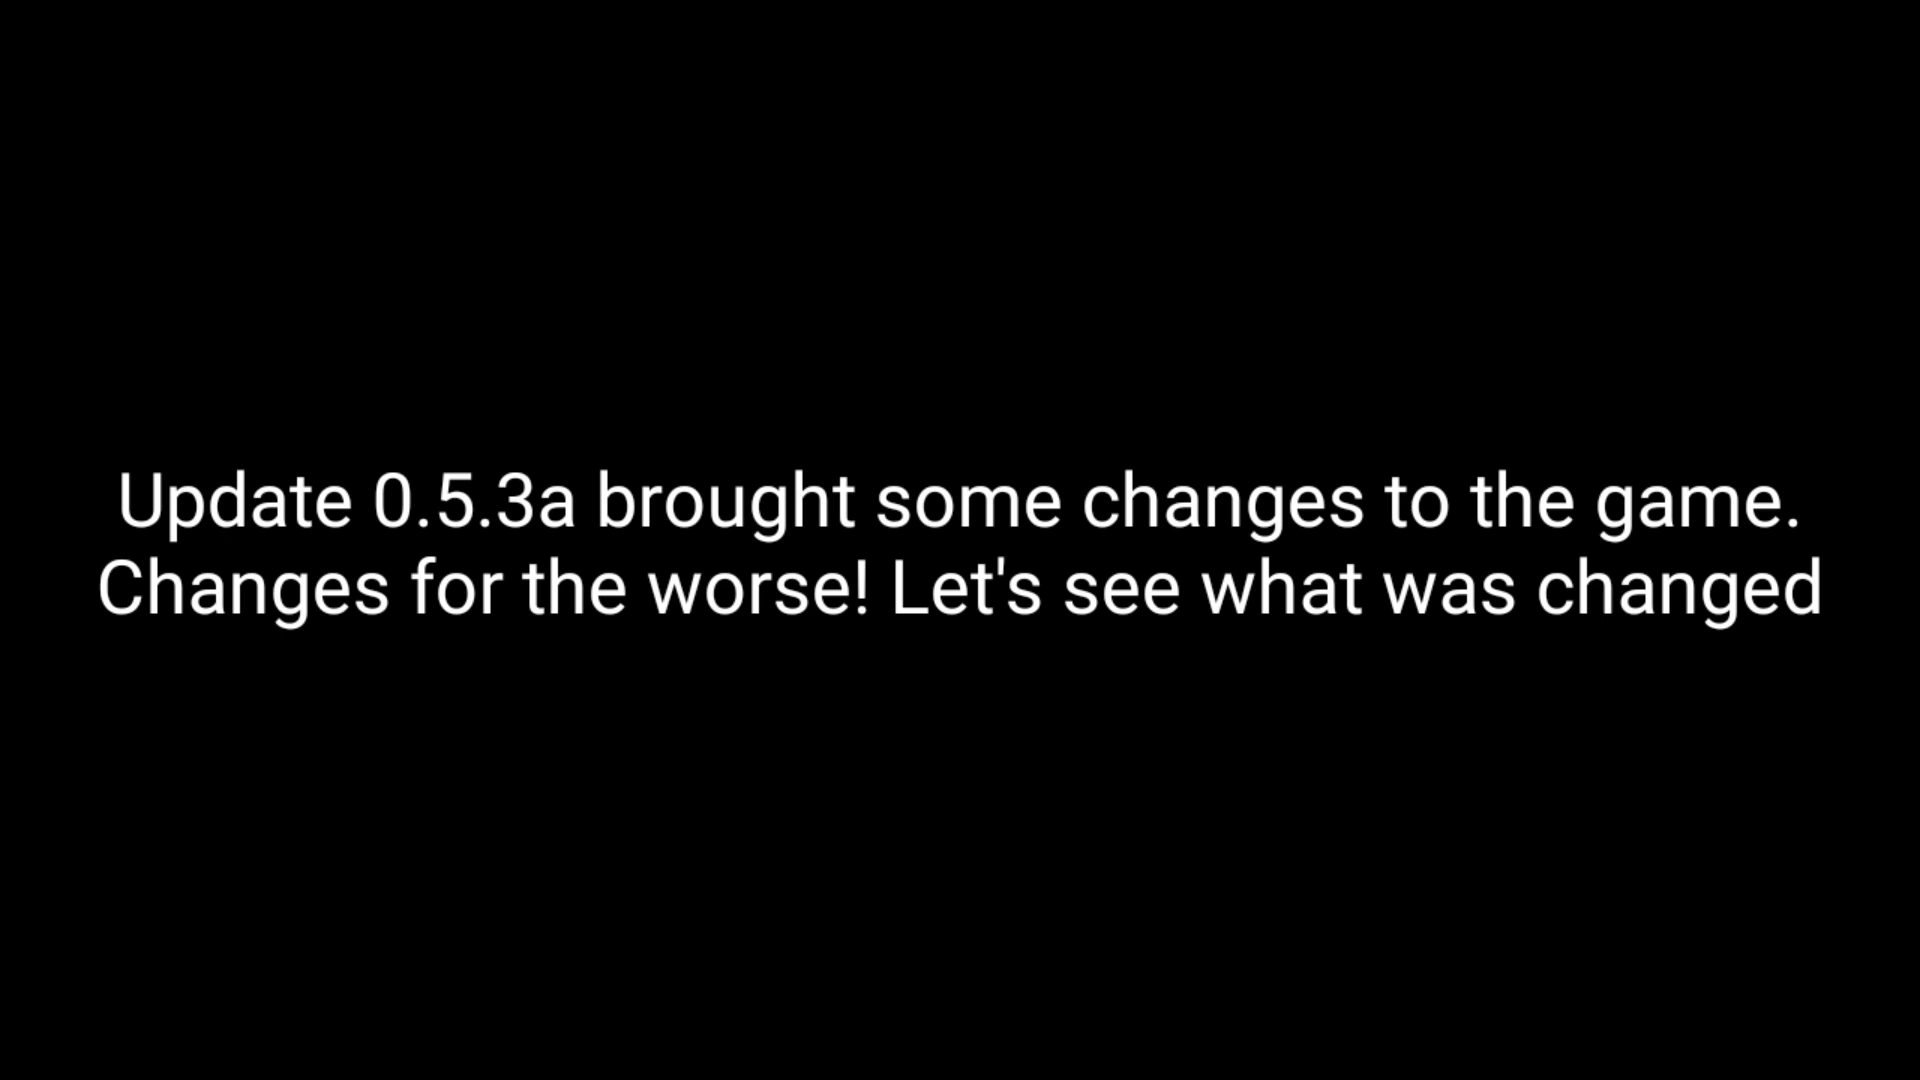 Update 0.5.3a brought some changes to the game.
Changes for the worse! Let's see what was changed